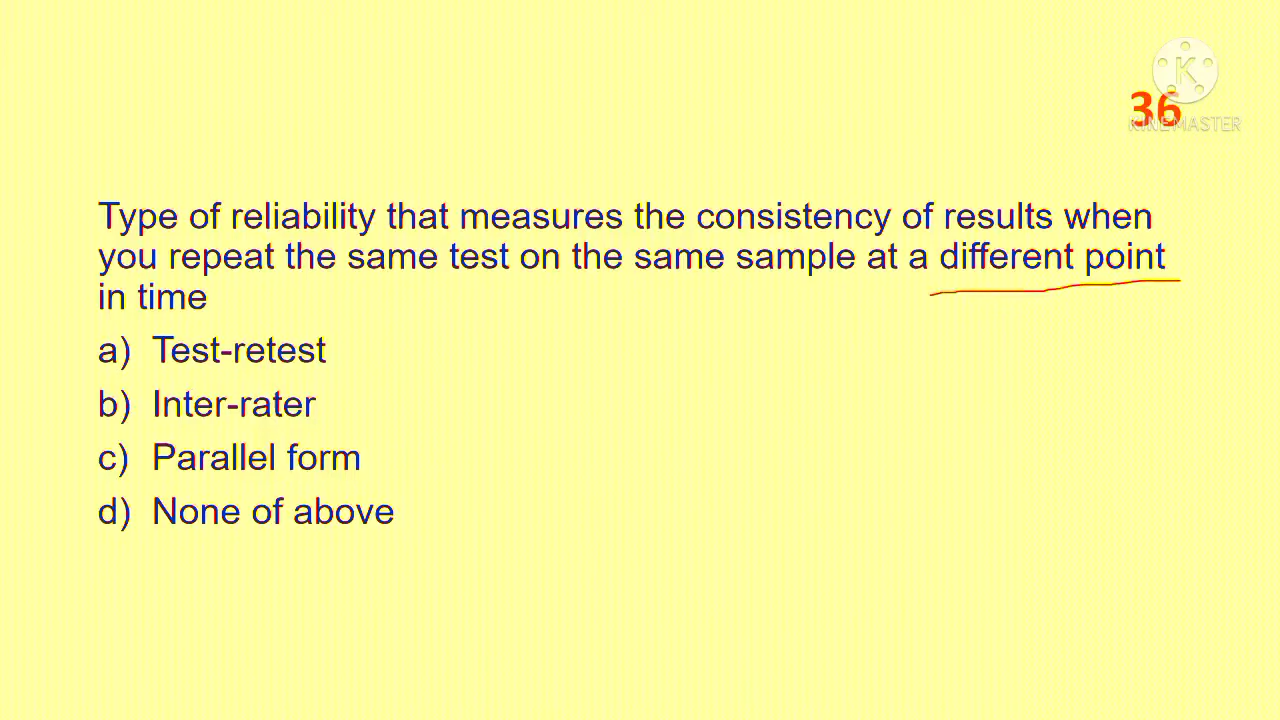 36
KINEMASTER
Type of reliability that measures the consistency of results when
you repeat the same test on the same sample at a different point
in time
a) Test-retest
b) Inter-rater
c) Parallel form
d) None of above